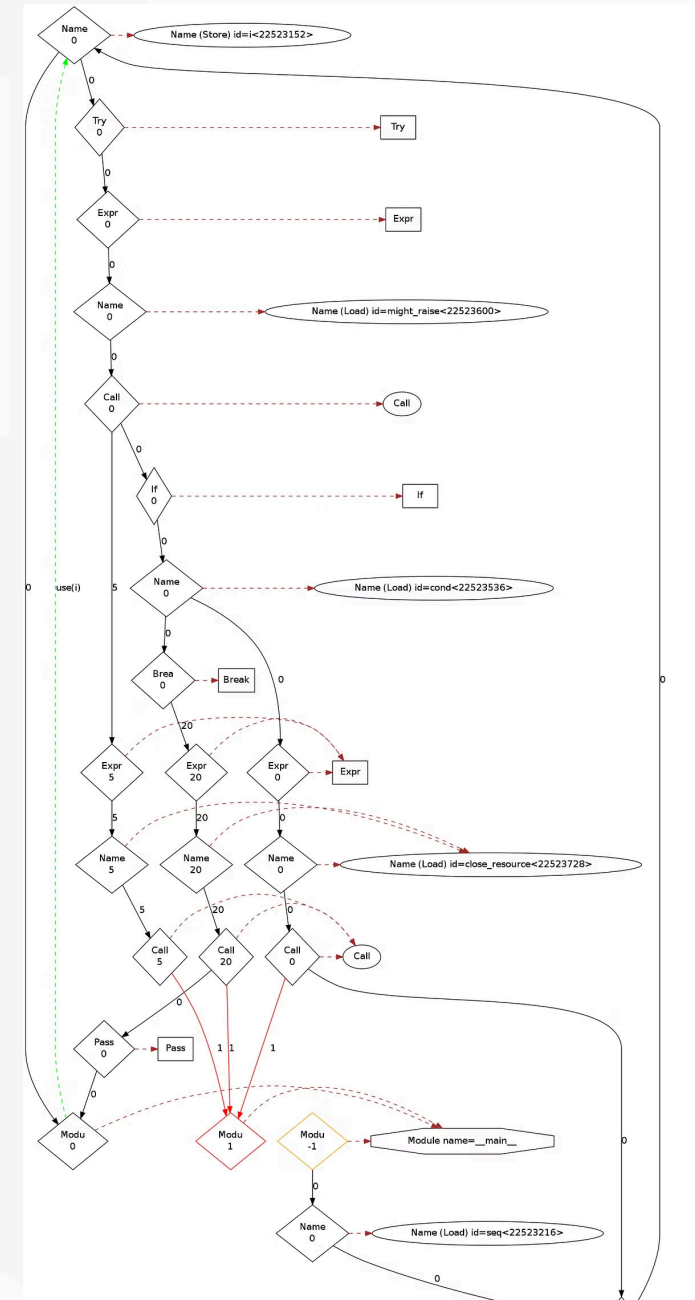 Name
0
Name (Store) id=i<22523152>
0
Try
0
Try
0
Expr
0
Expr
0
Name
0
Name (Load) id=might_raise<22523600>
0
Call
0
Call
0
If
0
If
0
0
use(i)
5
Name
0
Name (Load) id=cond<22523536>
0
Brea
0
Break
0
0
20
Expr
5
Expr
20
Expr
0
Expr
5
20
0
Name
5
Name
20
Name
0
Name (Load) id=close_resource<22523728>
5
20
0
Call
5
Call
20
Call
0
Call
0
Pass
0
Pass
1
1
1
0
Modu
0
Modu
1
Modu
-1
Module name=__main__
0
0
Name
0
Name (Load) id=seq<22523216>
0